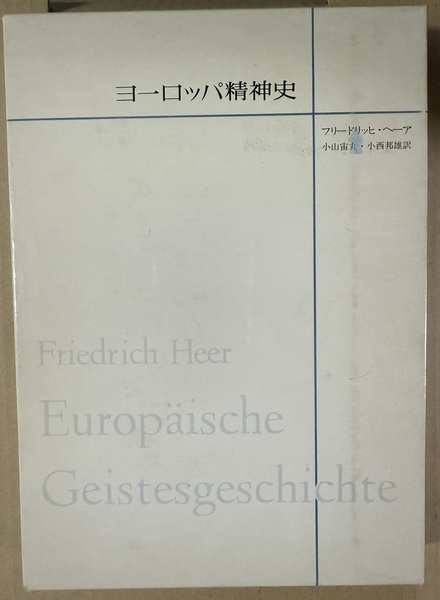 ヨーロッパ精神史
フリードリッヒ・ヘーア
小山宙丸・小西邦雄訳
Friedrich Heer
Europäische
Geistesgeschichte